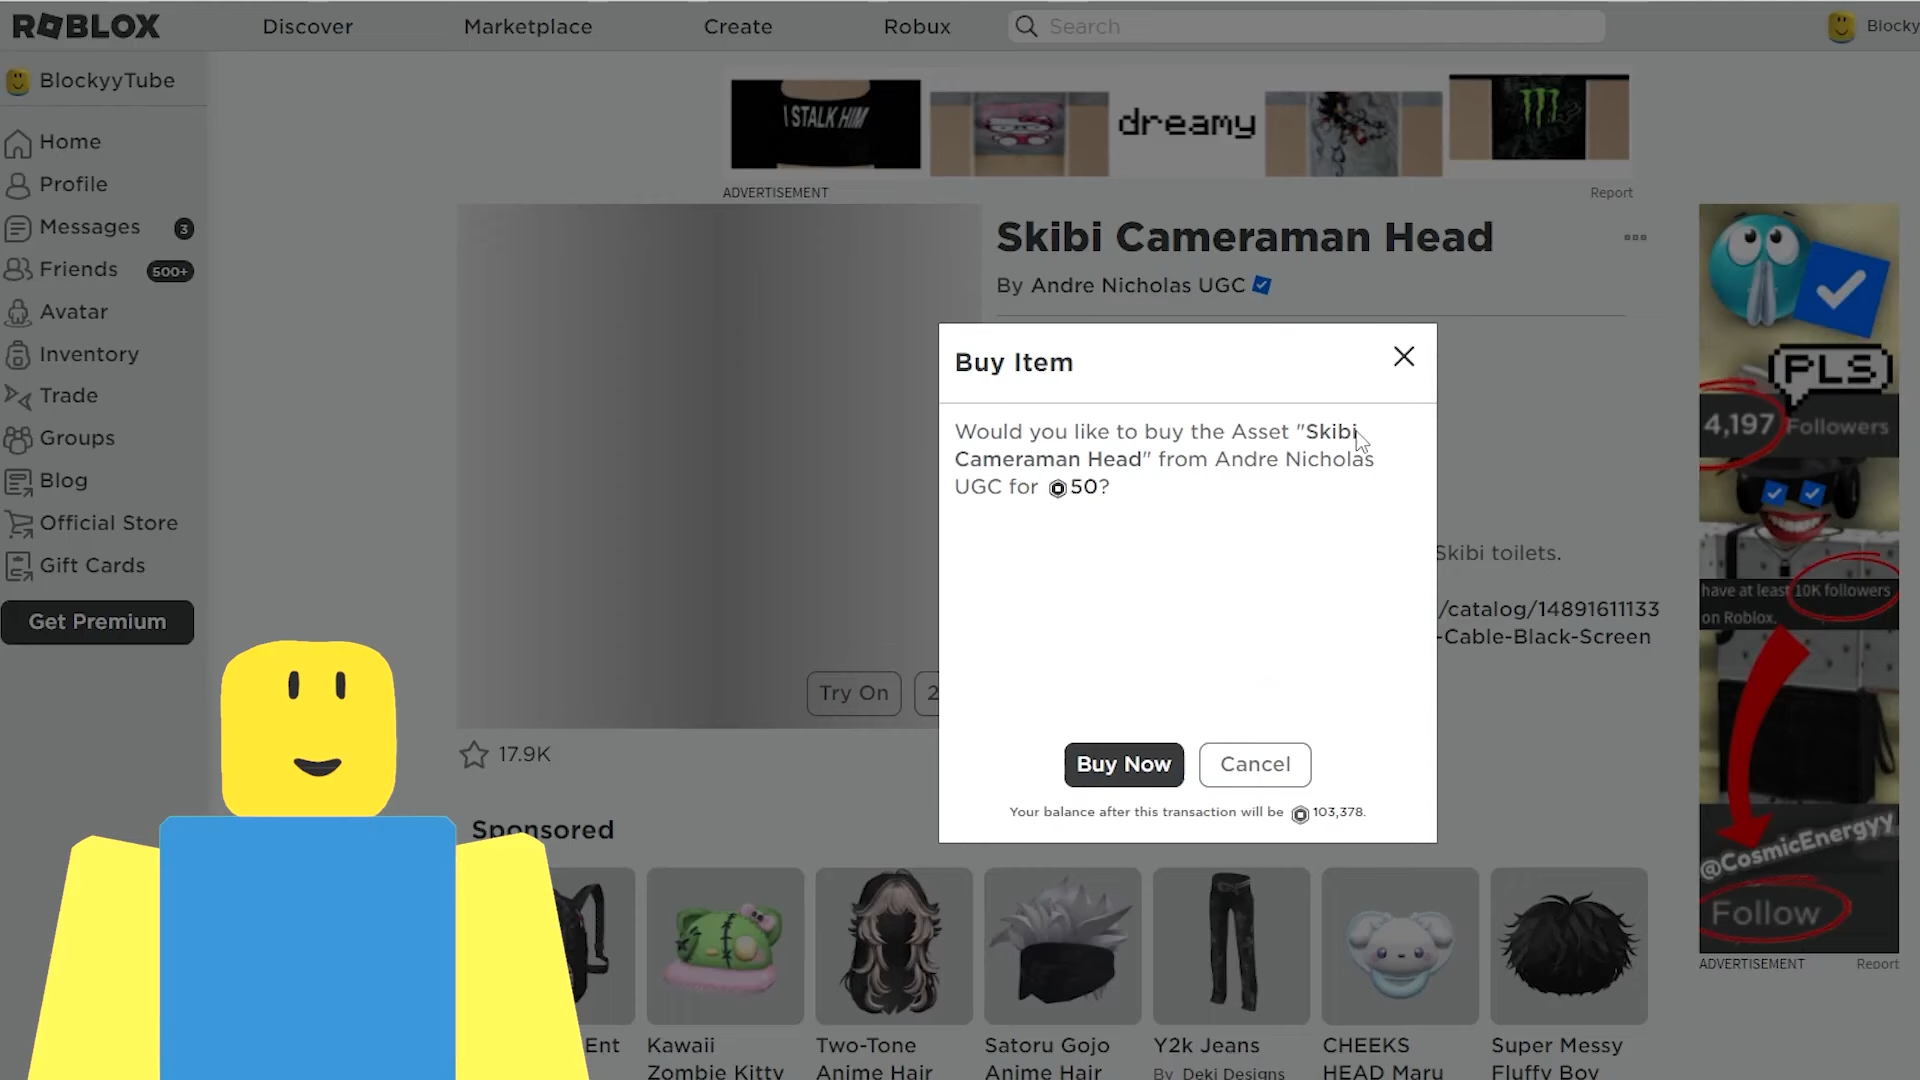 ROBLOX
Discover
Marketplace
Create
Robux
Search
Blocky
BlockyyTube
Home
Profile
Messages
3
Friends
500+
Avatar
Inventory
Trade
Groups
Blog
Official Store
Gift Cards
Get Premium
I STALK HIM
dreamy
ADVERTISEMENT
Report
Skibi Cameraman Head
By Andre Nicholas UGC
Skibi toilets.
/catalog/14891611133
-Cable-Black-Screen
Try On
2
17.9K
Buy Item
Would you like to buy the Asset "Skibi
Cameraman Head" from Andre Nicholas
UGC for 50?
Buy Now
Cancel
Your balance after this transaction will be 103,378.
PLS
4,197 Followers
have at least 10K followers
on Roblox.
@CosmicEnergyy
Follow
ADVERTISEMENT
Report
Sponsored
Ent
Kawaii
Zombie Kitty
Two-Tone
Anime Hair
Satoru Gojo
Anime Hair
Y2k Jeans
By Deki Designs
CHEEKS
HEAD Maru
Super Messy
Fluffy Boy